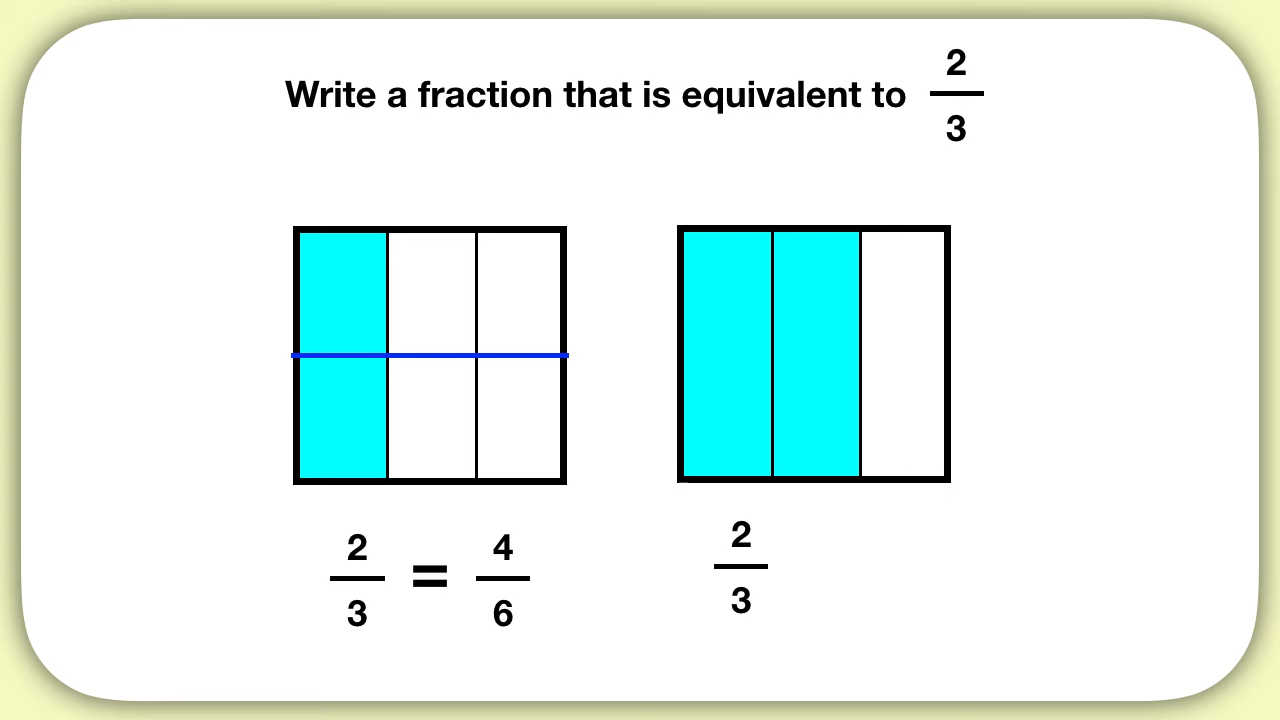 Write a fraction that is equivalent to 2/3
2/3 = 4/6
2/3